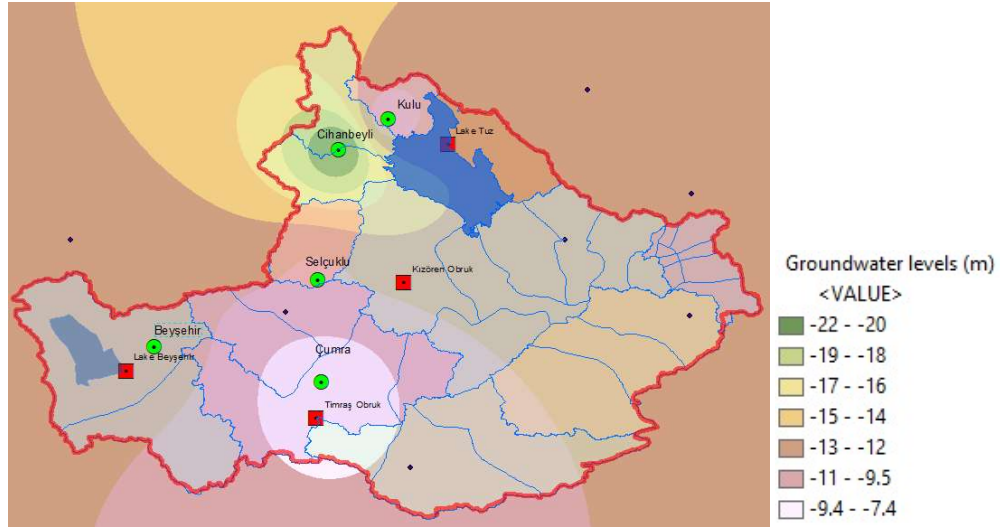 Kulu
Lake Tuz
Cihanbeyli
Selçuklu
Kızören Obruk
Beyşehir
Lake Beyşehir
Çumra
Timraş Obruk
Groundwater levels (m)
<VALUE>
-22 - -20
-19 - -18
-17 - -16
-15 - -14
-13 - -12
-11 - -9.5
-9.4 - -7.4